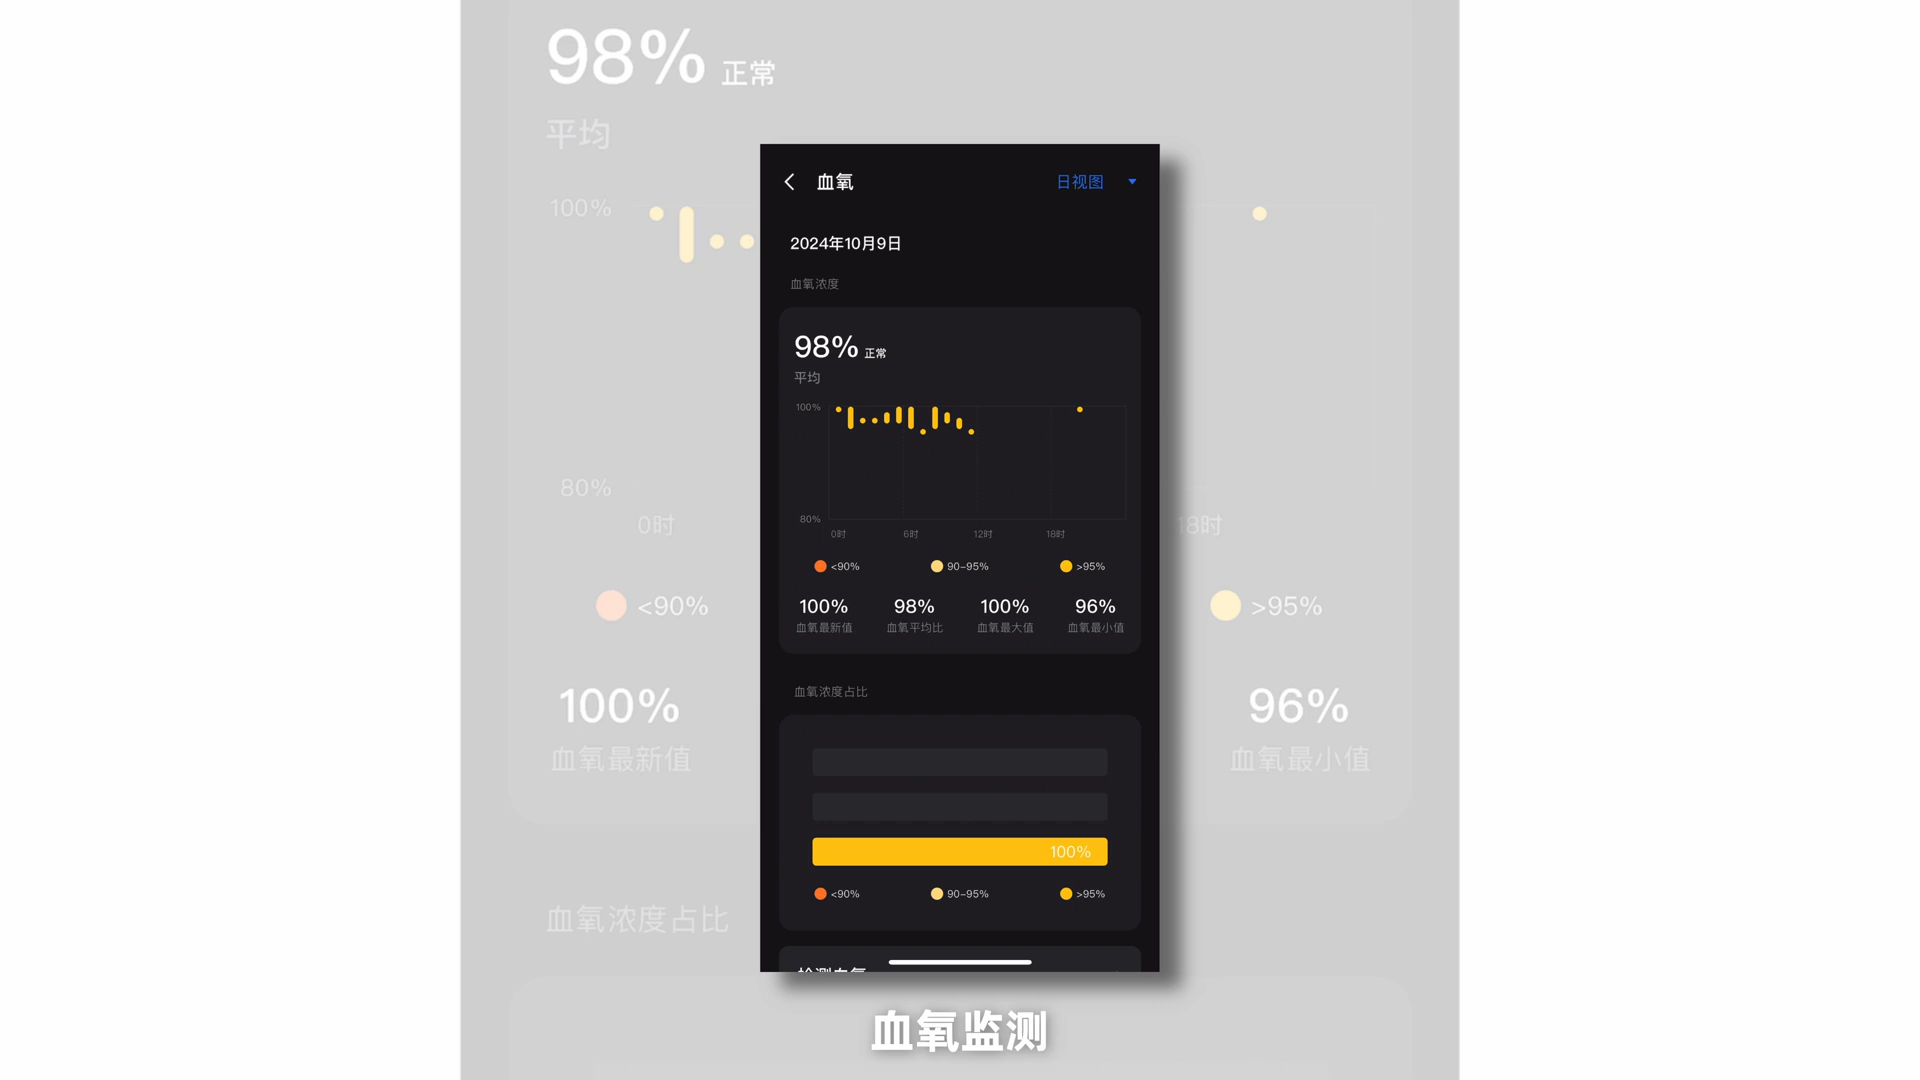 98% 正常
平均
100%
80%
0时
18时
<90%
>95%
100%
96%
血氧最新值
血氧最小值
血氧浓度占比
血氧
日视图
2024年10月9日
血氧浓度
98% 正常
平均
100%
80%
0时 6时 12时 18时
<90% 90-95% >95%
100% 98% 100% 96%
血氧最新值 血氧平均比 血氧最大值 血氧最小值
血氧浓度占比
100%
<90% 90-95% >95%
血氧监测